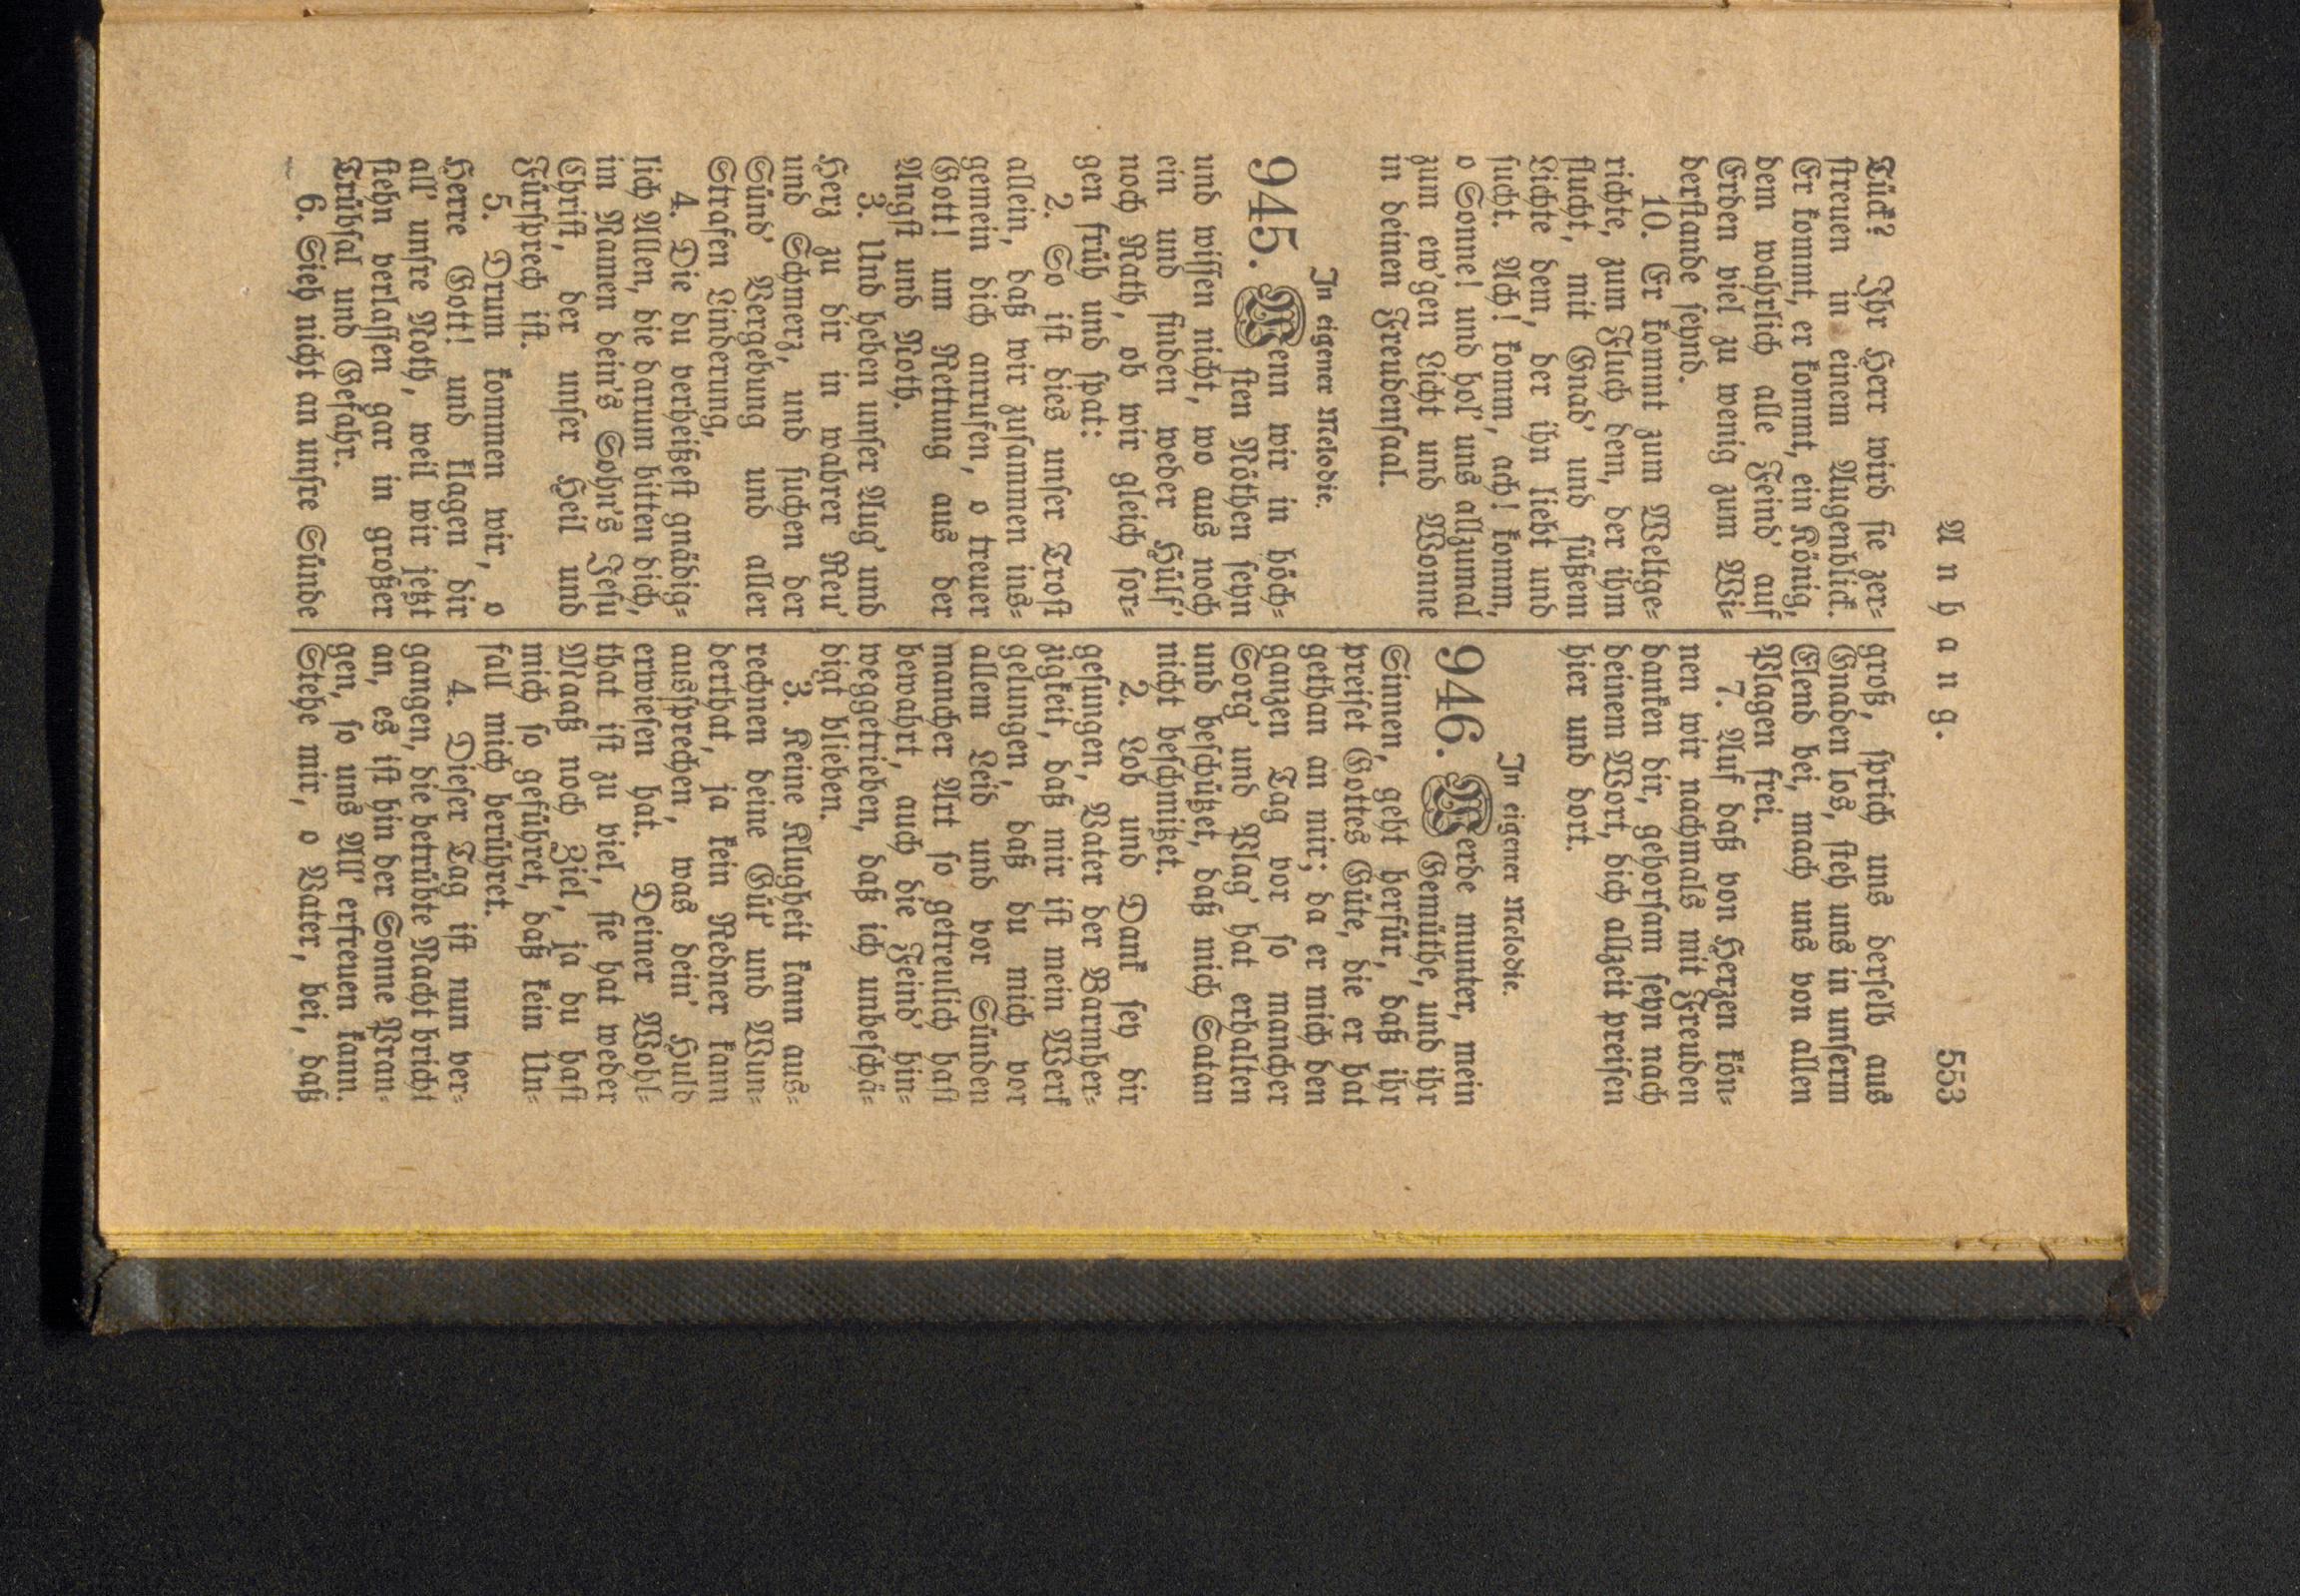 Anhang. 553
Tück? Ihr Herr wird sie zer-
streuen in einem Augenblick.
Er kommt, er kommt, ein König,
dem wahrlich alle Feind' auf
Erden viel zu wenig zum Wi-
derstande seynd.
10. Er kommt zum Weltge-
richte, zum Fluch dem, der ihm
flucht, mit Gnad' und süßem
Lichte dem, der ihn liebt und
sucht. Ach! komm, ach! komm,
o Sonne! und hol' uns allzumal
zum ew'gen Licht und Wonne
in deinen Freudensaal.
In eigener Melodie.
945. Wenn wir in höch-
sten Nöthen seyn
und wissen nicht, wo aus noch
ein und finden weder Hülf'
noch Rath, ob wir gleich sor-
gen früh und spat:
2. So ist dies unser Trost
allein, daß wir zusammen ins-
gemein dich anrufen, o treuer
Gott! um Rettung aus der
Angst und Noth.
3. Und heben unser Aug' und
Herz zu dir in wahrer Reu'
und Schmerz, und suchen der
Sünd' Vergebung und aller
Strafen Linderung,
4. Die du verheißest gnädig-
lich Allen, die darum bitten dich,
im Namen dein's Sohn's Jesu
Christ, der unser Heil und
Fürsprech ist.
5. Drum kommen wir, o
Herre Gott! und klagen dir
all' unsre Noth, weil wir jetzt
stehn verlassen gar in großer
Trübsal und Gefahr.
6. Sieh nicht an unsre Sünde
groß, sprich uns derselb aus
Gnaden los, steh uns in unserm
Elend bei, mach uns von allen
Plagen frei.
7. Auf daß von Herzen kön-
nen wir nachmals mit Freuden
danken dir, gehorsam seyn nach
deinem Wort, dich allzeit preisen
hier und dort.
In eigener Melodie.
946. Werde munter, mein
Gemüthe, und ihr
Sinnen, geht herfür, daß ihr
preiset Gottes Güte, die er hat
gethan an mir; da er mich den
ganzen Tag vor so mancher
Sorg' und Plag' hat erhalten
und beschützet, daß mich Satan
nicht beschmitzet.
2. Lob und Dank sey dir
gesungen, Vater der Barmher-
zigkeit, daß mir ist mein Werk
gelungen, daß du mich vor
allem Leid und vor Sünden
mancher Art so getreulich hast
bewahrt, auch die Feind' hin-
weggetrieben, daß ich unbeschä-
digt blieben.
3. Keine Klugheit kann aus-
rechnen deine Güt' und Wun-
derthat, ja kein Redner kann
aussprechen, was dein' Huld
erwiesen hat. Deiner Wohl-
that ist zu viel, sie hat weder
Maaß noch Ziel, ja du hast
mich so geführet, daß kein Un-
fall mich berühret.
4. Dieser Tag ist nun ver-
gangen, die betrübte Nacht bricht
an, es ist hin der Sonne Pran-
gen, so uns All' erfreuen kann.
Stehe mir, o Vater, bei, daß